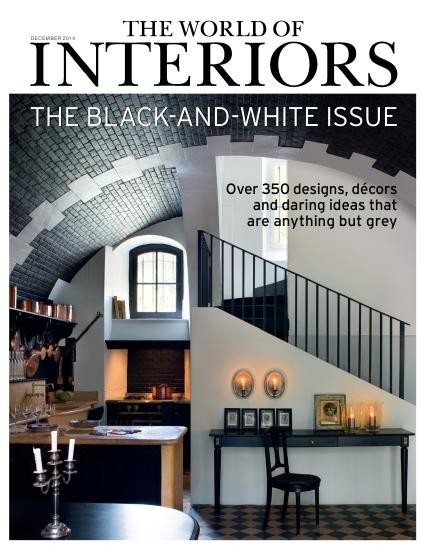 THE WORLD OF
DECEMBER 2014
INTERIORS
THE BLACK-AND-WHITE ISSUE
Over 350 designs, décors
and daring ideas that
are anything but grey